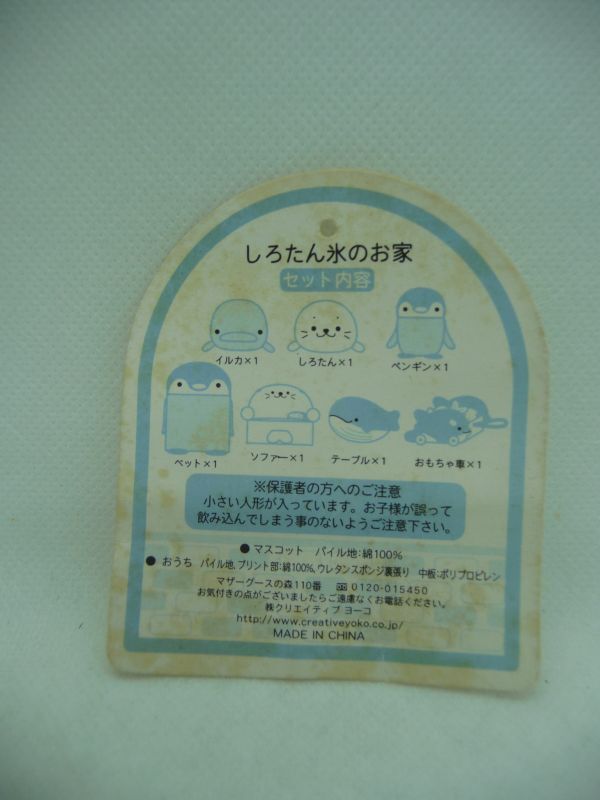 しろたん氷のお家
セット内容
イルカ×1
しろたん×1
ペンギン×1
ベット×1
ソファー×1
テーブル×1
おもちゃ車×1
※保護者の方へのご注意
小さい人形が入っています。お子様が誤って
飲み込んでしまう事のないようご注意下さい。
● マスコット パイル地:綿100%
● おうち パイル地,プリント部:綿100%,ウレタンスポンジ裏張り 中板:ポリプロピレン
マザーグースの森110番 0120-015450
お気付きの点がございましたらご遠慮なくお電話ください。
㈱クリエイティブ ヨーコ
http://www.creativeyoko.co.jp/
MADE IN CHINA